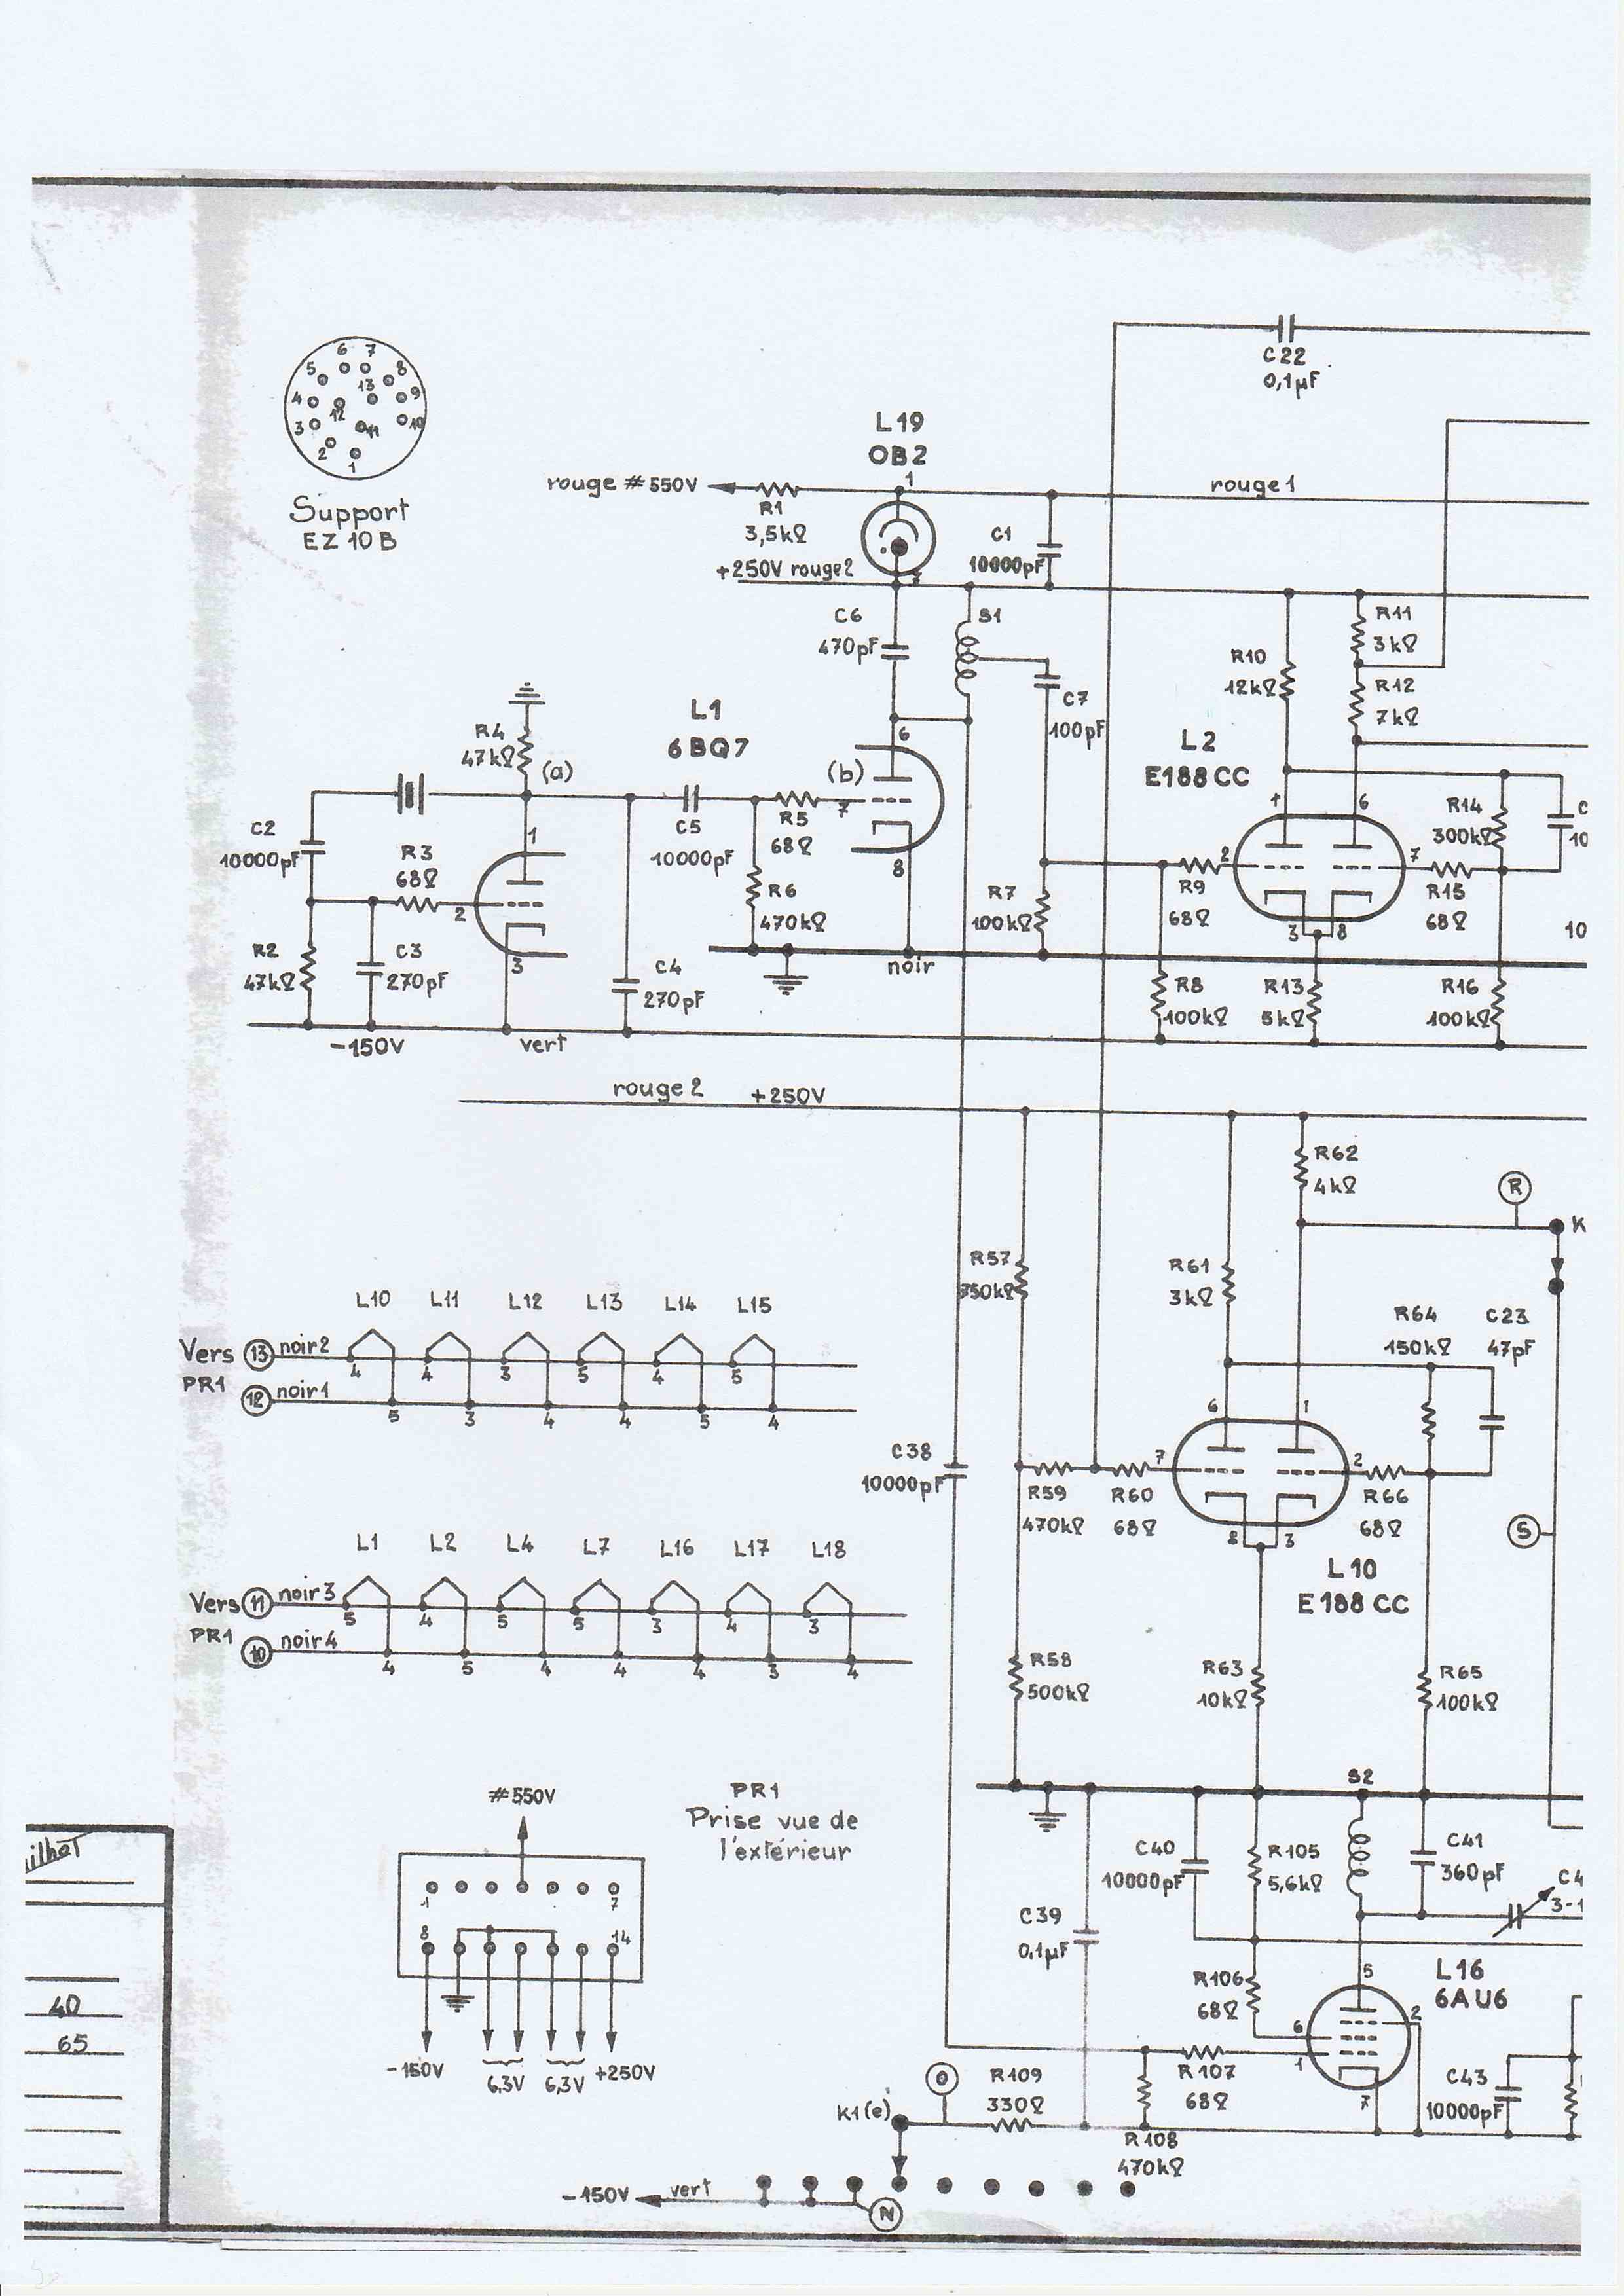 C22
0,1µF
6 7
5 8
13
4 9
12
3 11 10
2
1
Support
EZ 10 B
L19
OB2
1
rouge # 550V
rouge 1
R1
3,5kΩ
C1
10000pF
+250V rouge2
C6
470pF
S1
C7
100pF
R10
12kΩ
R11
3kΩ
R12
7kΩ
R4
47kΩ
(a)
L1
6BQ7
6
(b)
7
8
L2
E188CC
1
6
2
7
3
8
R14
300kΩ
C
10
C2
10000pF
R3
68Ω
1
2
3
C5
10000pF
R5
68Ω
R6
470kΩ
R7
100kΩ
R9
68Ω
R15
68Ω
10
R2
47kΩ
C3
270pF
C4
270pF
noir
R8
100kΩ
R13
5kΩ
R16
100kΩ
-150V
vert
rouge 2 +250V
R62
4kΩ
R
K
R57
750kΩ
R61
3kΩ
R64
150kΩ
C23
47pF
L10 L11 L12 L13 L14 L15
Vers 13 noir2
PR1
12 noir1
4 4 3 5 4 5
5 3 4 4 5 4
C38
10000pF
6
1
7
2
8
3
R59
470kΩ
R60
68Ω
R66
68Ω
S
L10
E188CC
L1 L2 L4 L7 L16 L17 L18
Vers 11 noir3
PR1
10 noir4
5 4 5 5 3 4 3
4 5 4 4 4 3 4
R58
500kΩ
R63
10kΩ
R65
100kΩ
S2
# 550V
PR1
Prise vue de
l'extérieur
1
7
8
14
-150V
6,3V
6,3V
+250V
C40
10000pF
R105
5,6kΩ
C41
360pF
C4
3-1
C39
0,1µF
R106
68Ω
L16
6AU6
5
2
6
1
7
R107
68Ω
C43
10000pF
O
R109
330Ω
K1(e)
R108
470kΩ
-150V vert
N
40
65